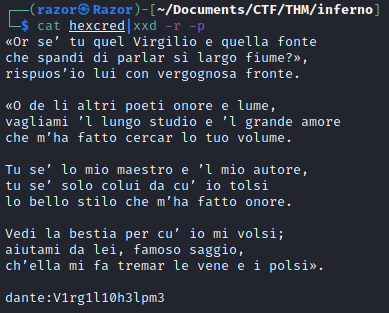 ┌──(razor㉿Razor)-[~/Documents/CTF/THM/inferno]
└─$ cat hexcred|xxd -r -p
«Or se’ tu quel Virgilio e quella fonte
che spandi di parlar sì largo fiume?»,
rispuos’io lui con vergognosa fronte.

«O de li altri poeti onore e lume,
vagliami ’l lungo studio e ’l grande amore
che m’ha fatto cercar lo tuo volume.

Tu se’ lo mio maestro e ’l mio autore,
tu se’ solo colui da cu’ io tolsi
lo bello stilo che m’ha fatto onore.

Vedi la bestia per cu’ io mi volsi;
aiutami da lei, famoso saggio,
ch’ella mi fa tremar le vene e i polsi».

dante:V1rg1l10h3lpm3